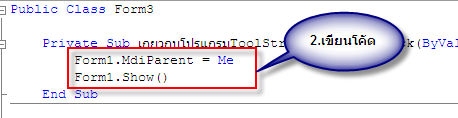 Public Class Form3
Private Sub เกี่ยวกับโปรแกรมToolStr
2.เขียนโค้ด
k(ByVal
Form1.MdiParent = Me
Form1.Show()
End Sub